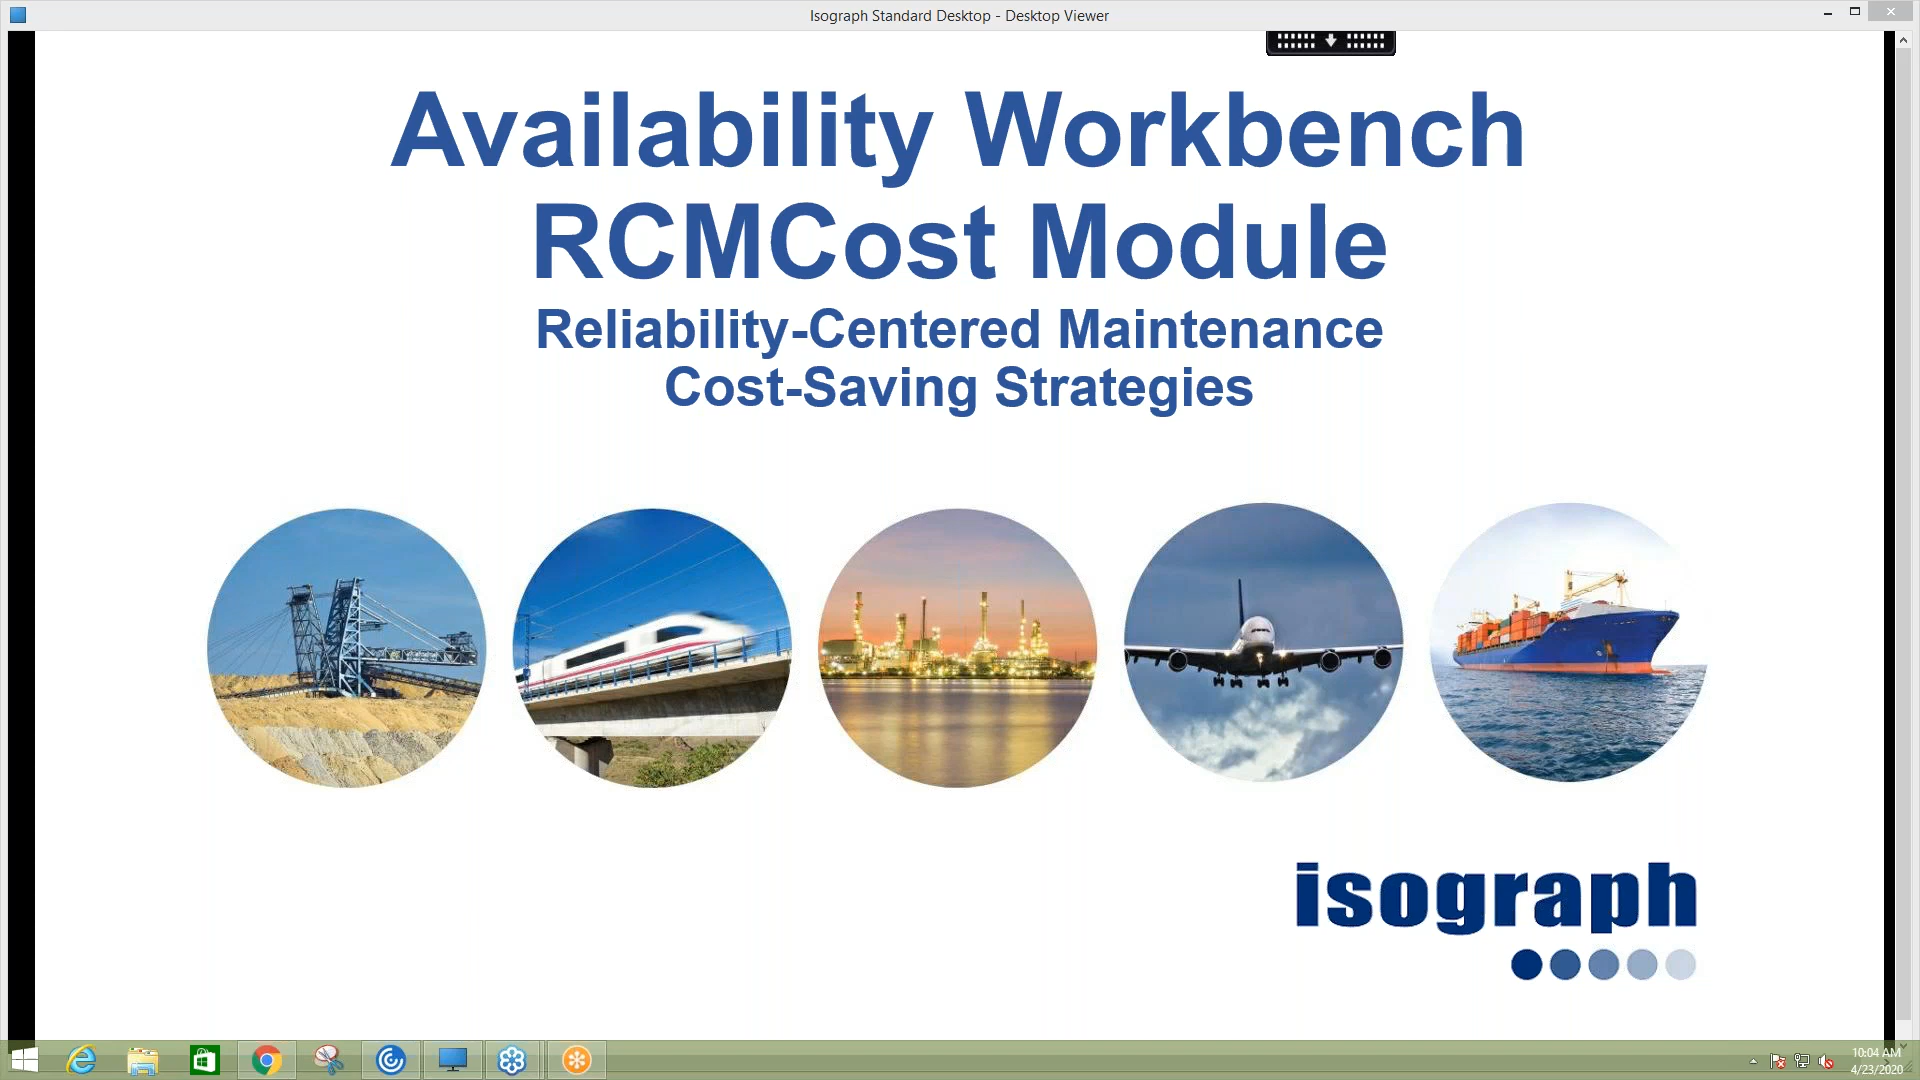 Isograph Standard Desktop - Desktop Viewer
Availability Workbench
RCMCost Module
Reliability-Centered Maintenance
Cost-Saving Strategies
isograph
10:04 AM
4/23/2020